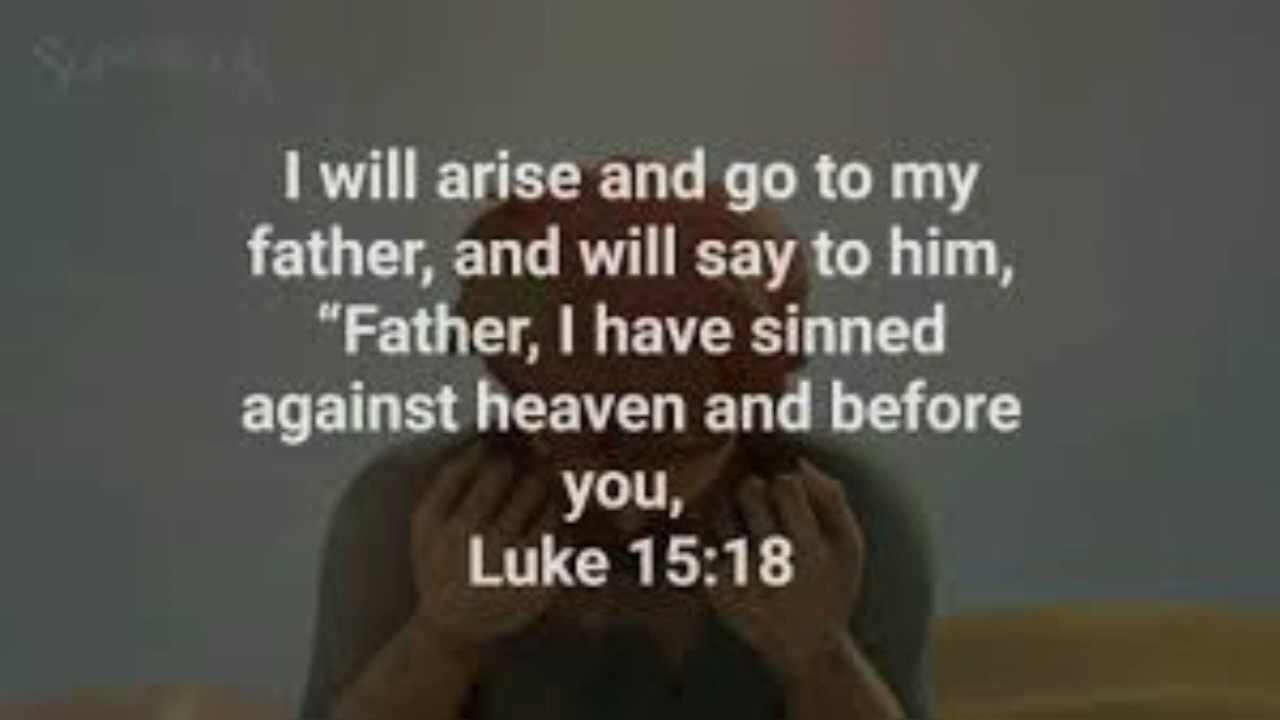 I will arise and go to my
father, and will say to him,
“Father, I have sinned
against heaven and before
you,
Luke 15:18